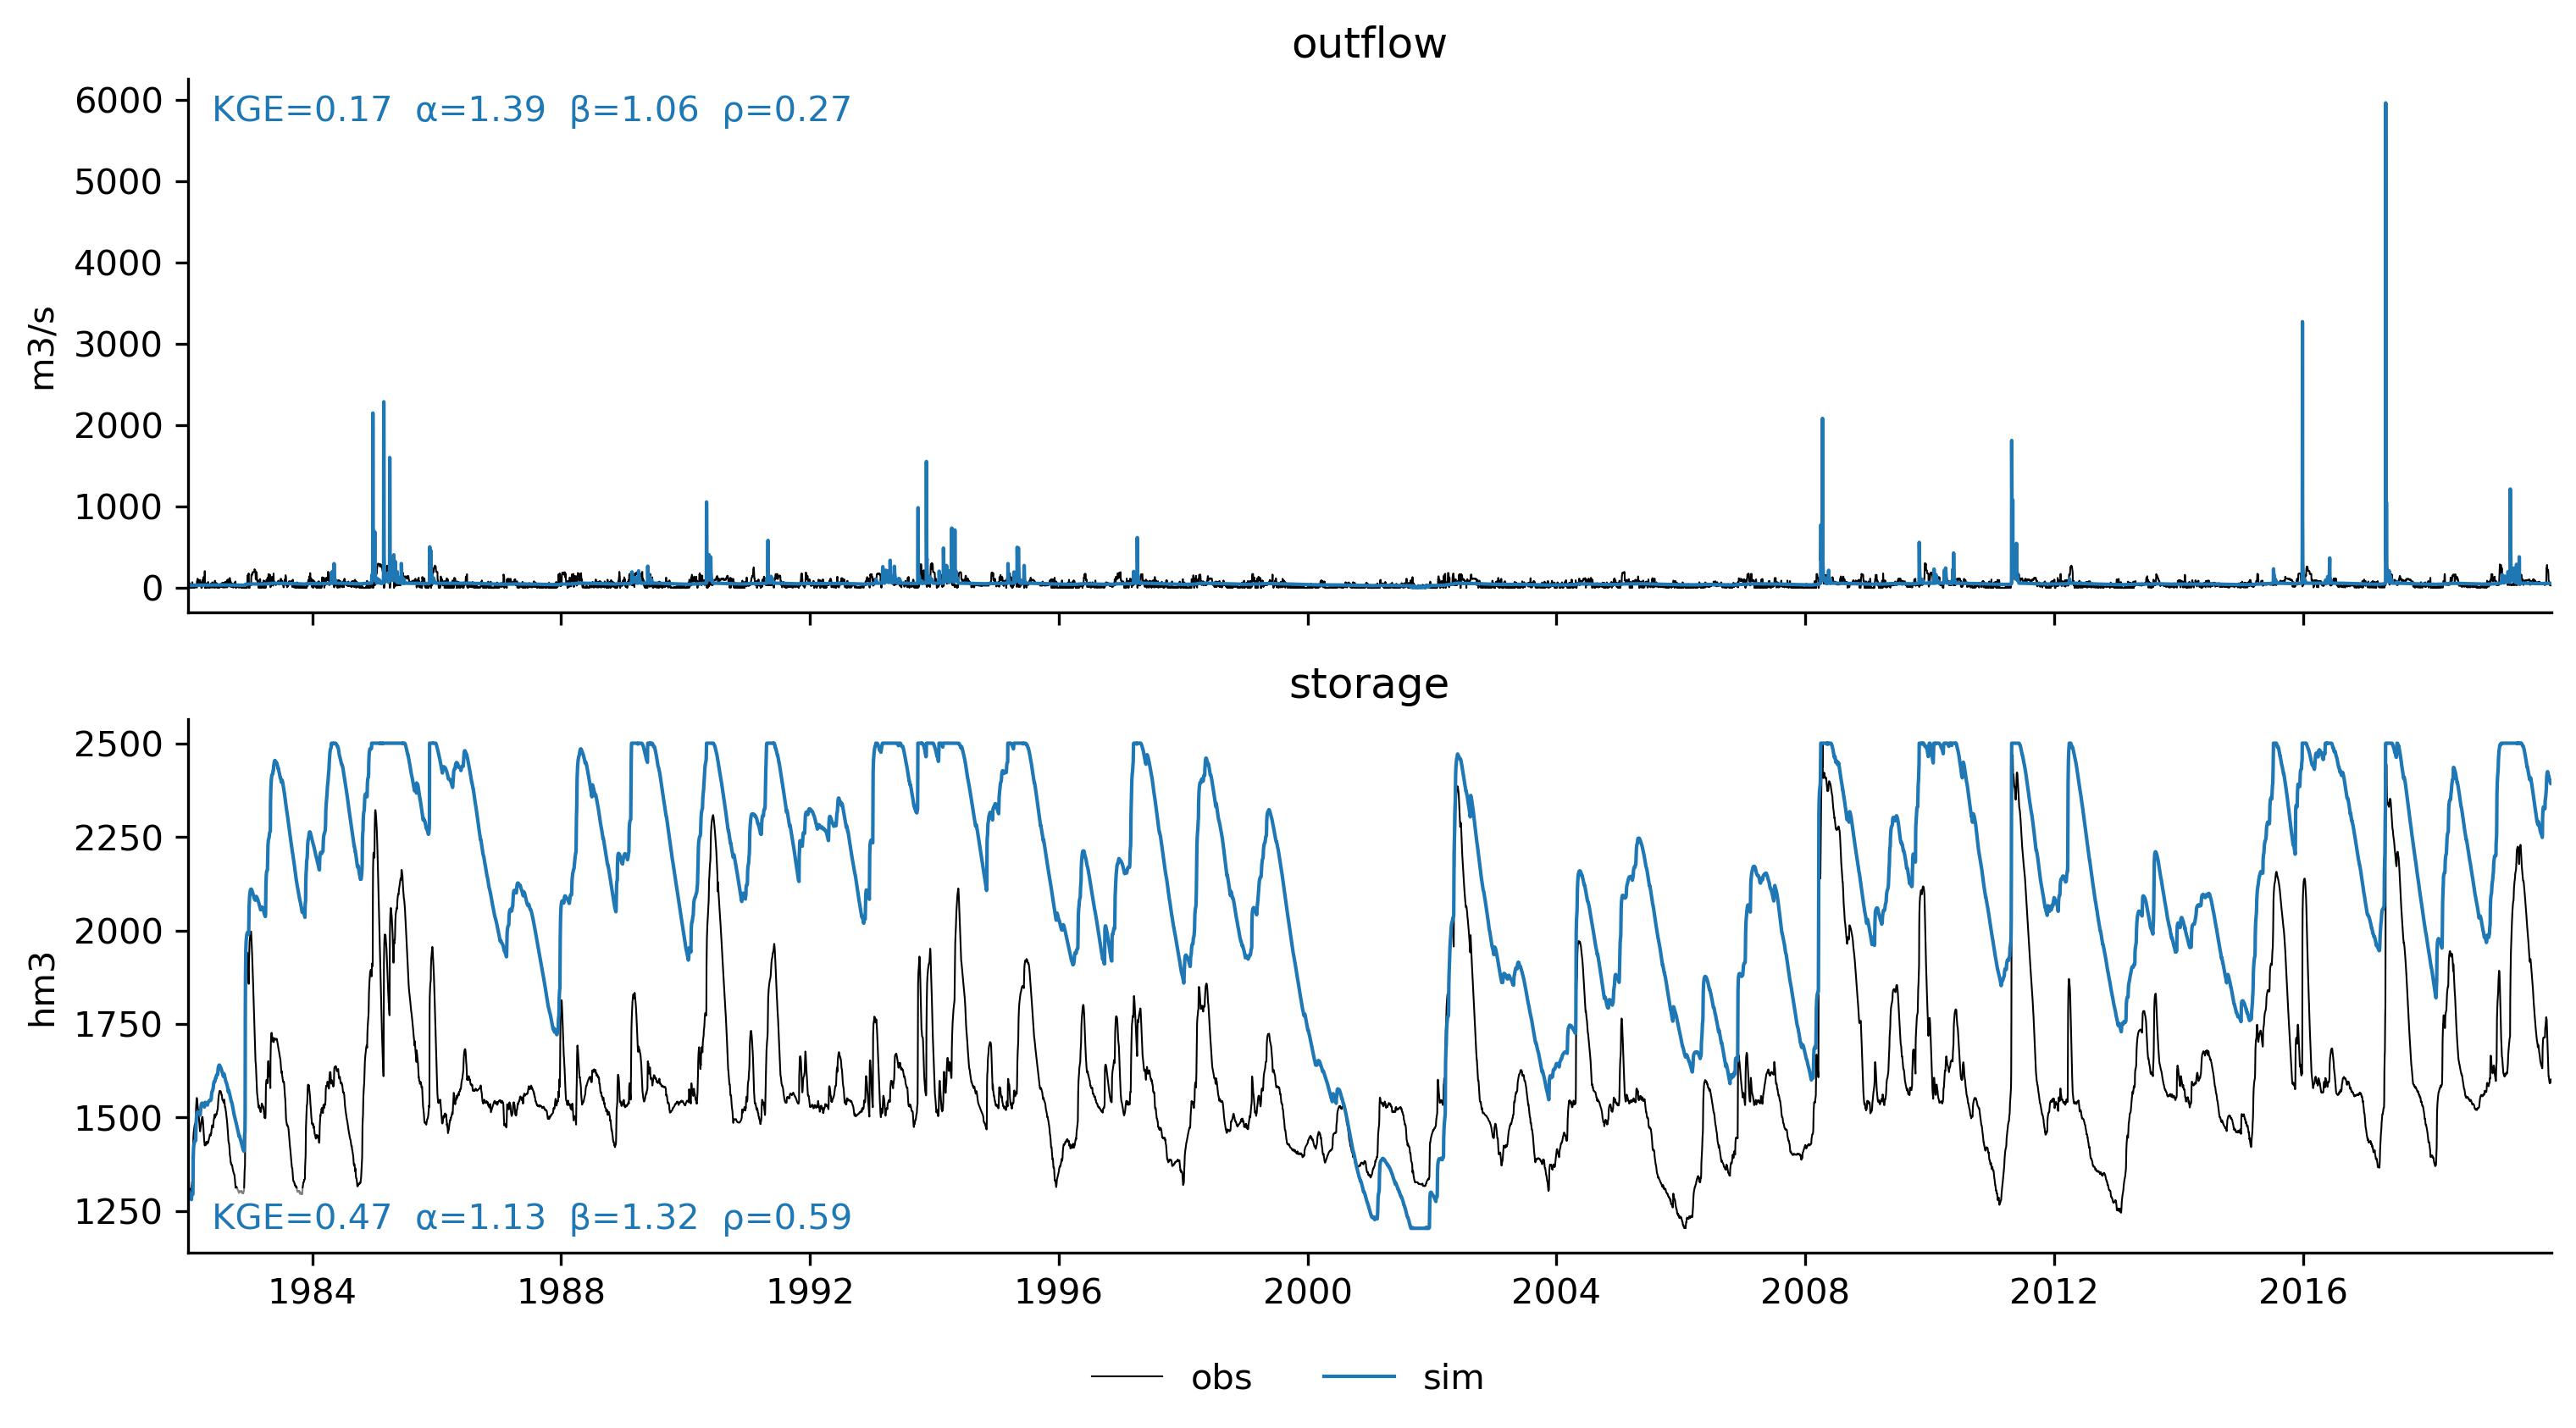 outflow
6000
5000
4000
3000
2000
1000
0
m3/s
KGE=0.17 α=1.39 β=1.06 ρ=0.27
storage
2500
2250
2000
1750
1500
1250
hm3
KGE=0.47 α=1.13 β=1.32 ρ=0.59
1984 1988 1992 1996 2000 2004 2008 2012 2016
obs sim